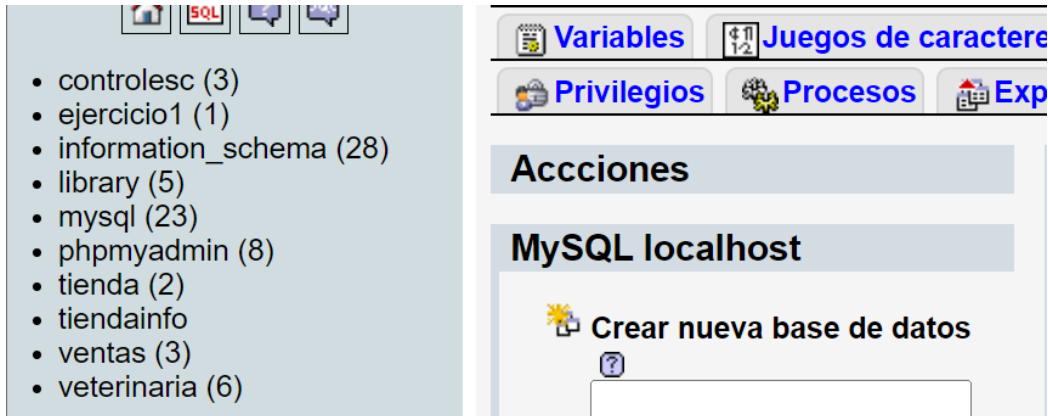 SQL
controlesc (3)
ejercicio1 (1)
information_schema (28)
library (5)
mysql (23)
phpmyadmin (8)
tienda (2)
tiendainfo
ventas (3)
veterinaria (6)
Variables Juegos de caractere
Privilegios Procesos Exp
Accciones
MySQL localhost
Crear nueva base de datos
?